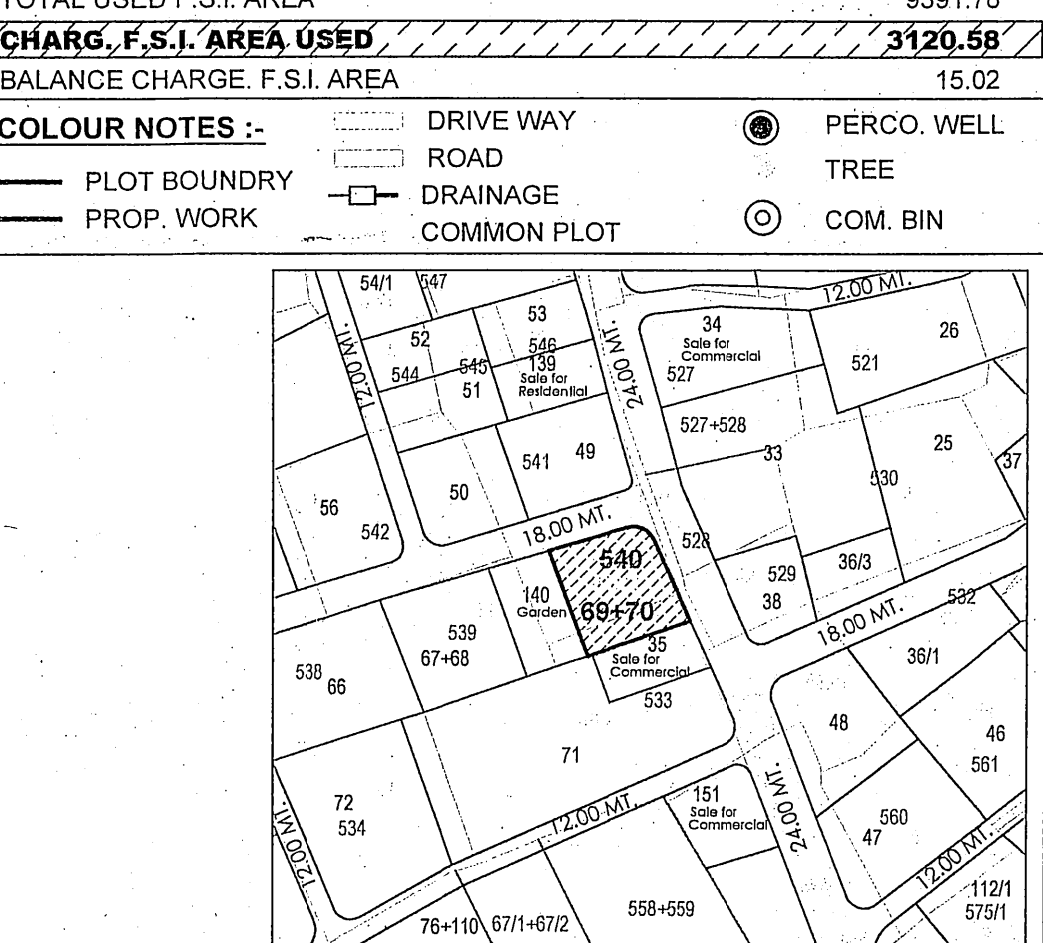 TOTAL USED F.S.I. AREA 9391.78
CHARG. F.S.I. AREA USED 3120.58
BALANCE CHARGE. F.S.I. AREA 15.02
COLOUR NOTES :-
PLOT BOUNDRY
PROP. WORK
DRIVE WAY
ROAD
DRAINAGE
COMMON PLOT
PERCO. WELL
TREE
COM. BIN
54/1
547
12.00 MT.
53
34
Sale for
Commercial
26
52
546
12.00 MT.
24.00 MT.
545
139
Sale for
Residential
544
51
527
521
527+528
541
49
33
25
37
530
50
56
542
18.00 MT.
528
540
36/3
529
140
Garden
69+70
38
532
18.00 MT.
539
67+68
35
Sale for
Commercial
36/1
538
66
533
48
46
561
71
72
534
151
Sale for
Commercial
12.00 MT.
24.00 MT.
12.00 MT.
560
47
12.00 MT.
112/1
575/1
76+110
67/1+67/2
558+559